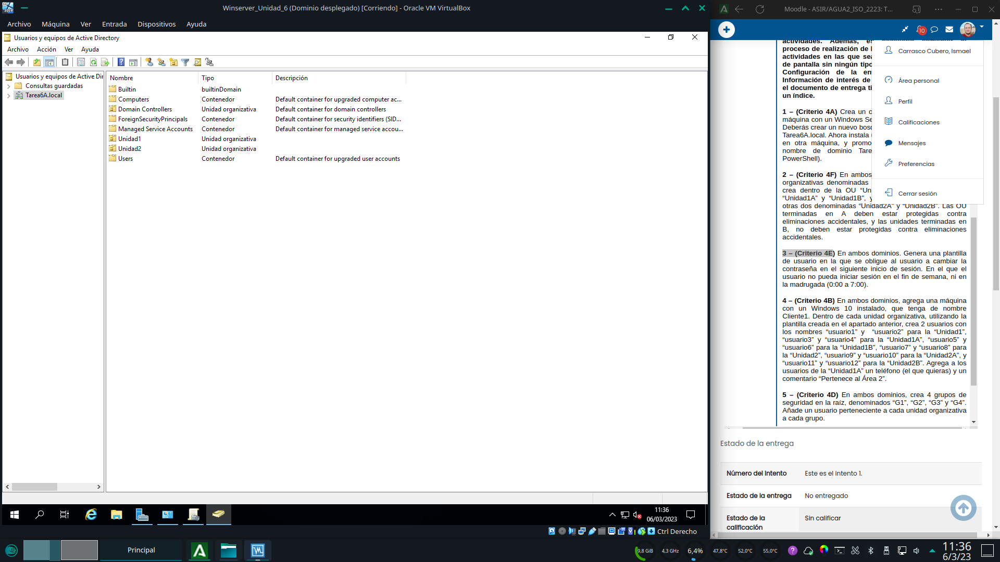 Winserver_Unidad_6 (Dominio desplegado) [Corriendo] - Oracle VM VirtualBox
Archivo Máquina Ver Entrada Dispositivos Ayuda
Usuarios y equipos de Active Directory
Archivo Acción Ver Ayuda
Usuarios y equipos de Active Dir
Consultas guardadas
Tarea6A.local
Nombre Tipo Descripción
Builtin builtinDomain
Computers Contenedor Default container for upgraded computer ac...
Domain Controllers Unidad organizativa Default container for domain controllers
ForeignSecurityPrincipals Contenedor Default container for security identifiers (SID...
Managed Service Accounts Contenedor Default container for managed service accou...
Unidad1 Unidad organizativa
Unidad2 Unidad organizativa
Users Contenedor Default container for upgraded user accounts
11:36
06/03/2023
Ctrl Derecho
Moodle - ASIR/AGUA2_ISO_2223: T...
10
Carrasco Cubero, Ismael
Área personal
Perfil
Calificaciones
Mensajes
Preferencias
Cerrar sesión
actividades. Además, es
proceso de realización de l
actividades en las que sea
de pantalla sin ningún tipo
Configuración de la en
Información de interés de
el documento de entrega ti
un índice.
1 – (Criterio 4A) Crea un c
máquina con un Windows Se
Deberás crear un nuevo bosc
Tarea6A.local. Ahora instala
en otra máquina, y promo
nombre de dominio Tare
PowerShell).
2 – (Criterio 4F) En ambos
organizativas denominadas
crea dentro de la OU “Un
“Unidad1A” y “Unidad1B”, y
otras dos denominadas “Unidad2A” y “Unidad2B”. Las OU
terminadas en A deben estar protegidas contra
eliminaciones accidentales, y las unidades terminadas en
B, no deben estar protegidas contra eliminaciones
accidentales.
3 – (Criterio 4E) En ambos dominios. Genera una plantilla
de usuario en la que se obligue al usuario a cambiar la
contraseña en el siguiente inicio de sesión. En el que el
usuario no pueda iniciar sesión en el fin de semana, ni en
la madrugada (0:00 a 7:00).
4 – (Criterio 4B) En ambos dominios, agrega una máquina
con un Windows 10 instalado, que tenga de nombre
Cliente1. Dentro de cada unidad organizativa, utilizando la
plantilla creada en el apartado anterior, crea 2 usuarios con
los nombres “usuario1” y “usuario2” para la “Unidad1”,
“usuario3” y “usuario4” para la “Unidad1A”, “usuario5” y
“usuario6” para la “Unidad1B”, “usuario7” y “usuario8” para
la “Unidad2”, “usuario9” y “usuario10” para la “Unidad2A”, y
“usuario11” y “usuario12” para la “Unidad2B”. Agrega a los
usuarios de la “Unidad1A” un teléfono (el que quieras) y un
comentario “Pertenece al Área 2”.
5 – (Criterio 4D) En ambos dominios, crea 4 grupos de
seguridad en la raíz, denominados “G1”, “G2”, “G3” y “G4”.
Añade un usuario perteneciente a cada unidad organizativa
a cada grupo.
Estado de la entrega
Número del intento Este es el intento 1.
Estado de la entrega No entregado
Estado de la calificación Sin calificar
Principal
9,8 GiB 4,3 GHz 6,4% 47,8°C 52,0°C 55,0°C
11:36
6/3/23